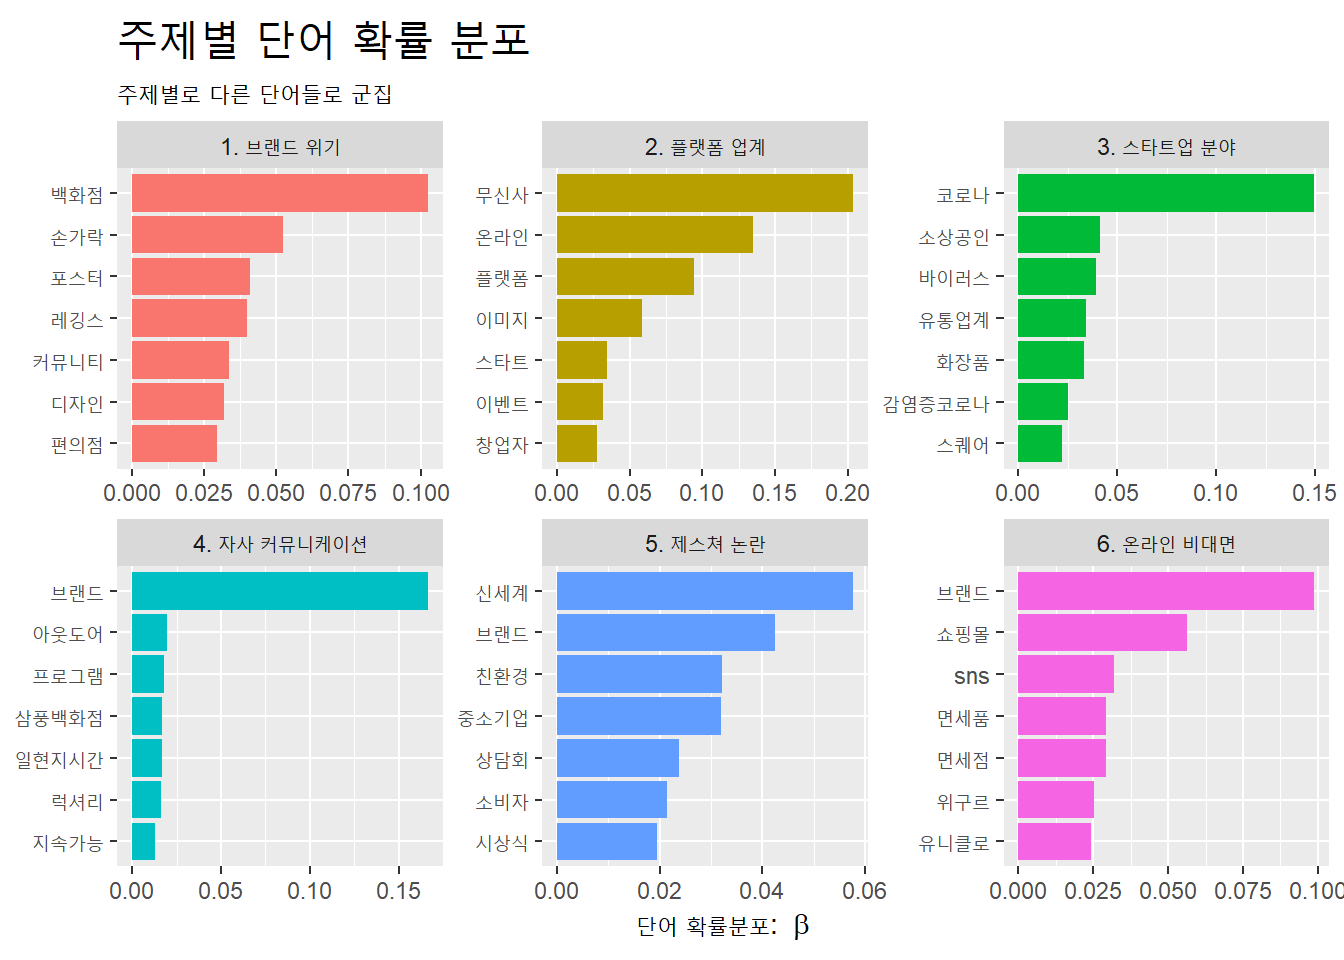 주제별 단어 확률 분포
주제별로 다른 단어들로 군집
1. 브랜드 위기
백화점
손가락
포스터
레깅스
커뮤니티
디자인
편의점
0.000 0.025 0.050 0.075 0.100
2. 플랫폼 업계
무신사
온라인
플랫폼
이미지
스타트
이벤트
창업자
0.00 0.05 0.10 0.15 0.20
3. 스타트업 분야
코로나
소상공인
바이러스
유통업계
화장품
감염증코로나
스퀘어
0.00 0.05 0.10 0.15
4. 자사 커뮤니케이션
브랜드
아웃도어
프로그램
삼풍백화점
일현지시간
럭셔리
지속가능
0.00 0.05 0.10 0.15
5. 제스쳐 논란
신세계
브랜드
친환경
중소기업
상담회
소비자
시상식
0.00 0.02 0.04 0.06
6. 온라인 비대면
브랜드
쇼핑몰
sns
면세품
면세점
위구르
유니클로
0.000 0.025 0.050 0.075 0.100
단어 확률분포: β